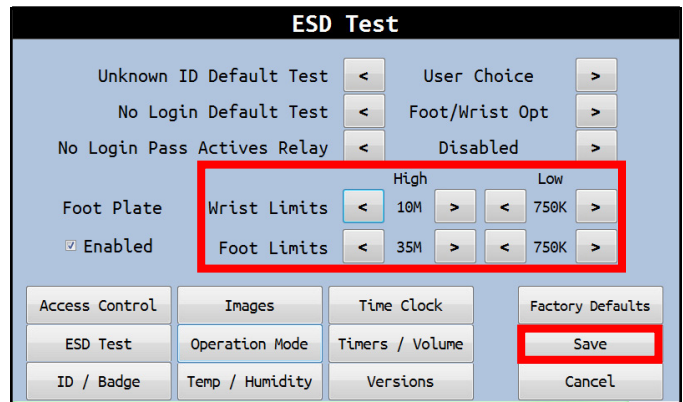 ESD Test
Unknown ID Default Test < User Choice >
No Login Default Test < Foot/Wrist Opt >
No Login Pass Actives Relay < Disabled >
High Low
Foot Plate Wrist Limits < 10M > < 750K >
Enabled Foot Limits < 35M > < 750K >
Access Control Images Time Clock Factory Defaults
ESD Test Operation Mode Timers / Volume Save
ID / Badge Temp / Humidity Versions Cancel